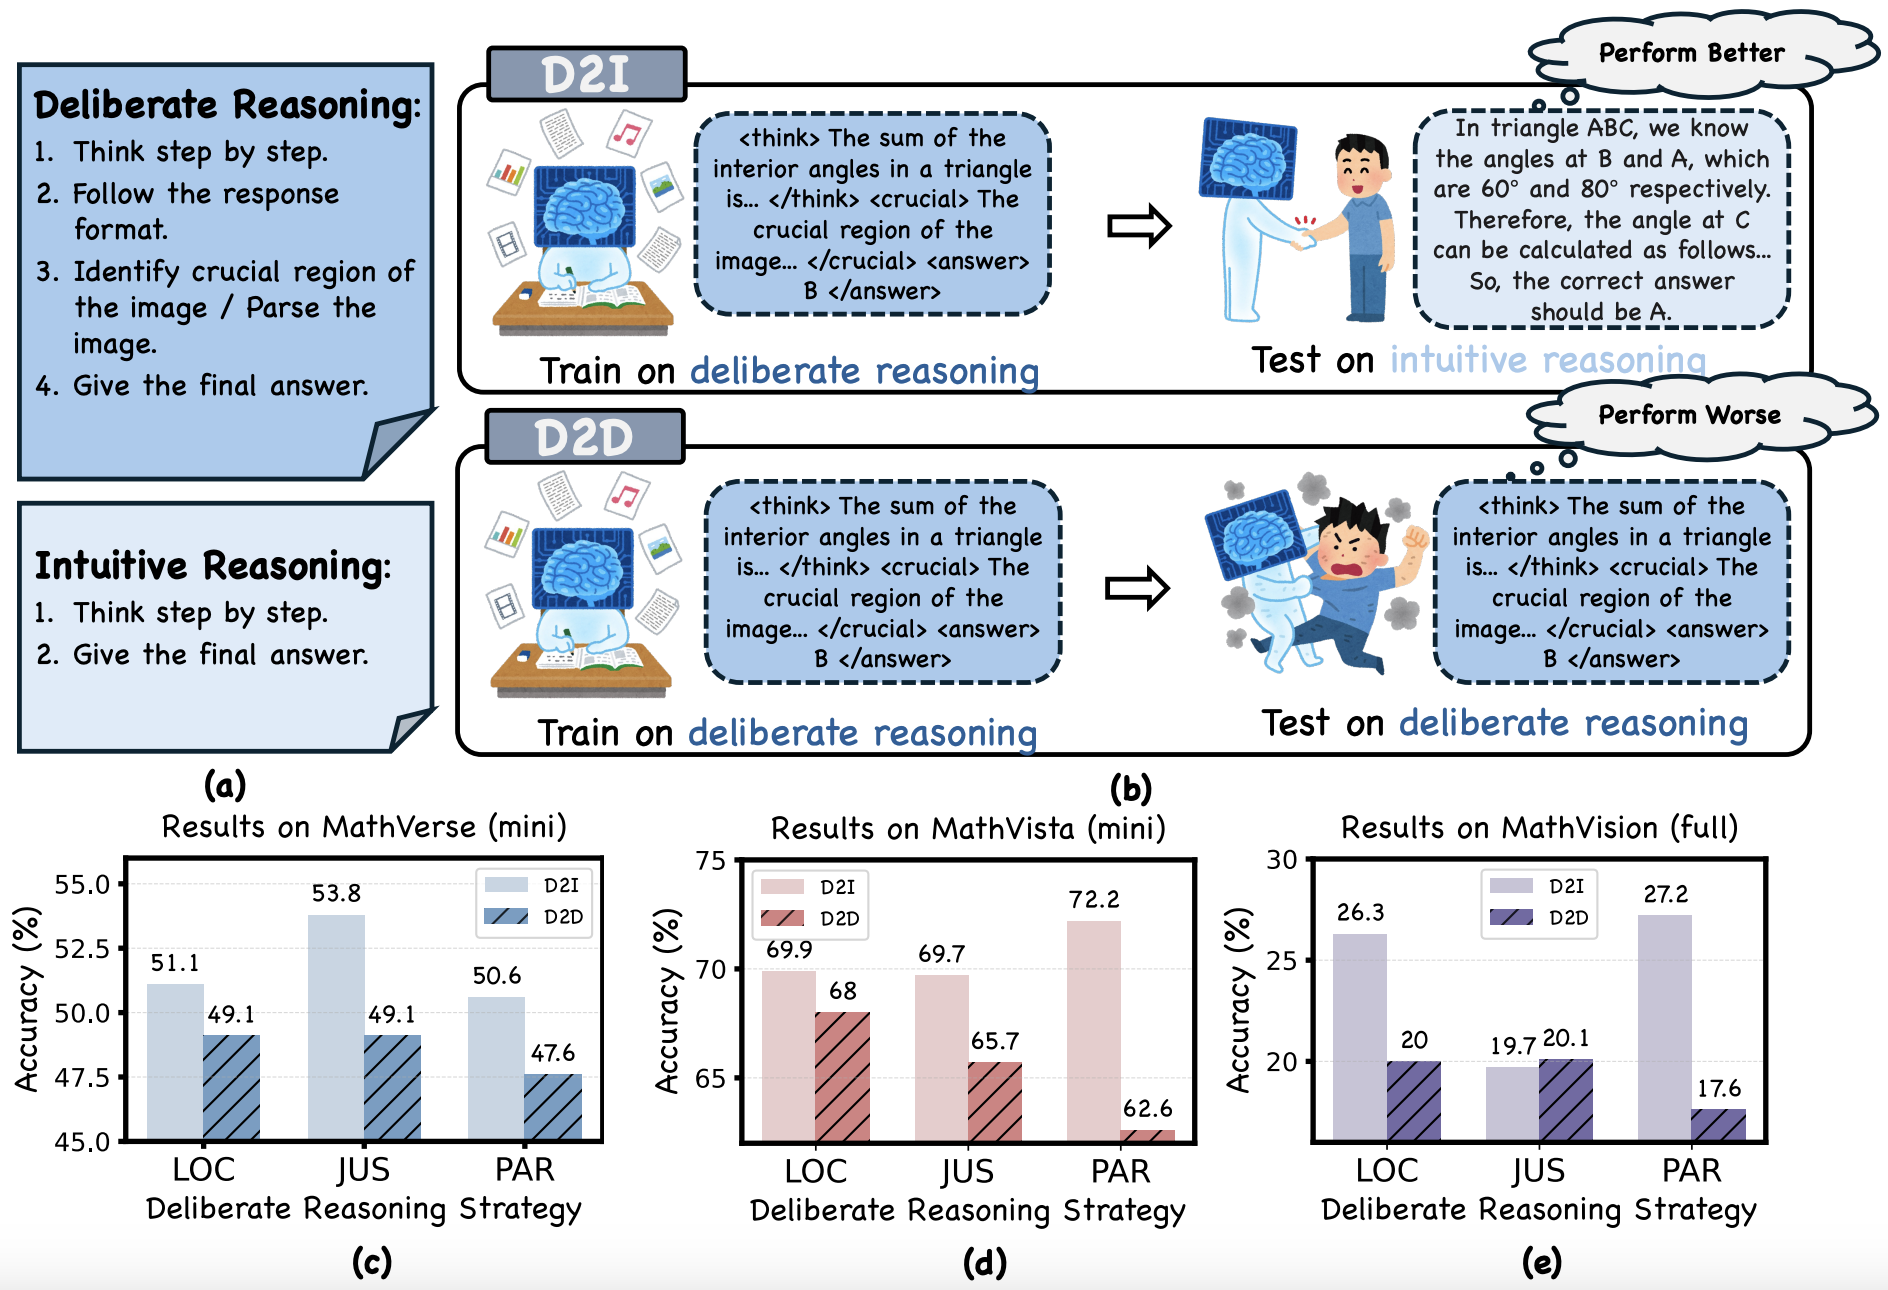 Deliberate Reasoning:
1. Think step by step.
2. Follow the response
format.
3. Identify crucial region of
the image / Parse the
image.
4. Give the final answer.
Intuitive Reasoning:
1. Think step by step.
2. Give the final answer.
(a)
D2I
<think> The sum of the
interior angles in a triangle
is... </think> <crucial> The
crucial region of the
image... </crucial> <answer>
B </answer>
Train on deliberate reasoning
Perform Better
In triangle ABC, we know
the angles at B and A, which
are 60° and 80° respectively.
Therefore, the angle at C
can be calculated as follows...
So, the correct answer
should be A.
Test on intuitive reasoning
D2D
<think> The sum of the
interior angles in a triangle
is... </think> <crucial> The
crucial region of the
image... </crucial> <answer>
B </answer>
Train on deliberate reasoning
Perform Worse
<think> The sum of the
interior angles in a triangle
is... </think> <crucial> The
crucial region of the
image... </crucial> <answer>
B </answer>
Test on deliberate reasoning
(b)
Results on MathVerse (mini)
Accuracy (%)
55.0
52.5
50.0
47.5
45.0
D2I
D2D
51.1
49.1
53.8
49.1
50.6
47.6
LOC JUS PAR
Deliberate Reasoning Strategy
(c)
Results on MathVista (mini)
Accuracy (%)
75
70
65
D2I
D2D
69.9
68
69.7
65.7
72.2
62.6
LOC JUS PAR
Deliberate Reasoning Strategy
(d)
Results on MathVision (full)
Accuracy (%)
30
25
20
D2I
D2D
26.3
20
19.7
20.1
27.2
17.6
LOC JUS PAR
Deliberate Reasoning Strategy
(e)